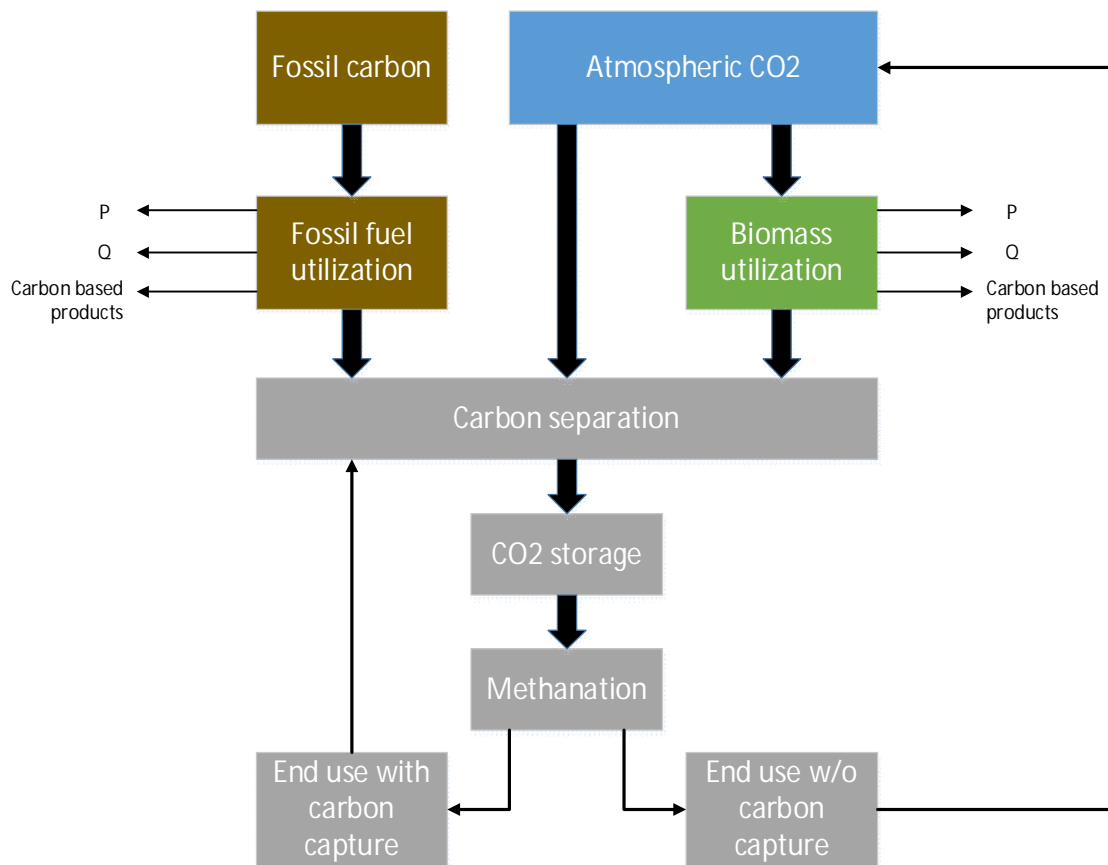 Fossil carbon
Atmospheric CO2
P
Q
Carbon based
products
Fossil fuel
utilization
Biomass
utilization
P
Q
Carbon based
products
Carbon separation
CO2 storage
Methanation
End use with
carbon
capture
End use w/o
carbon
capture